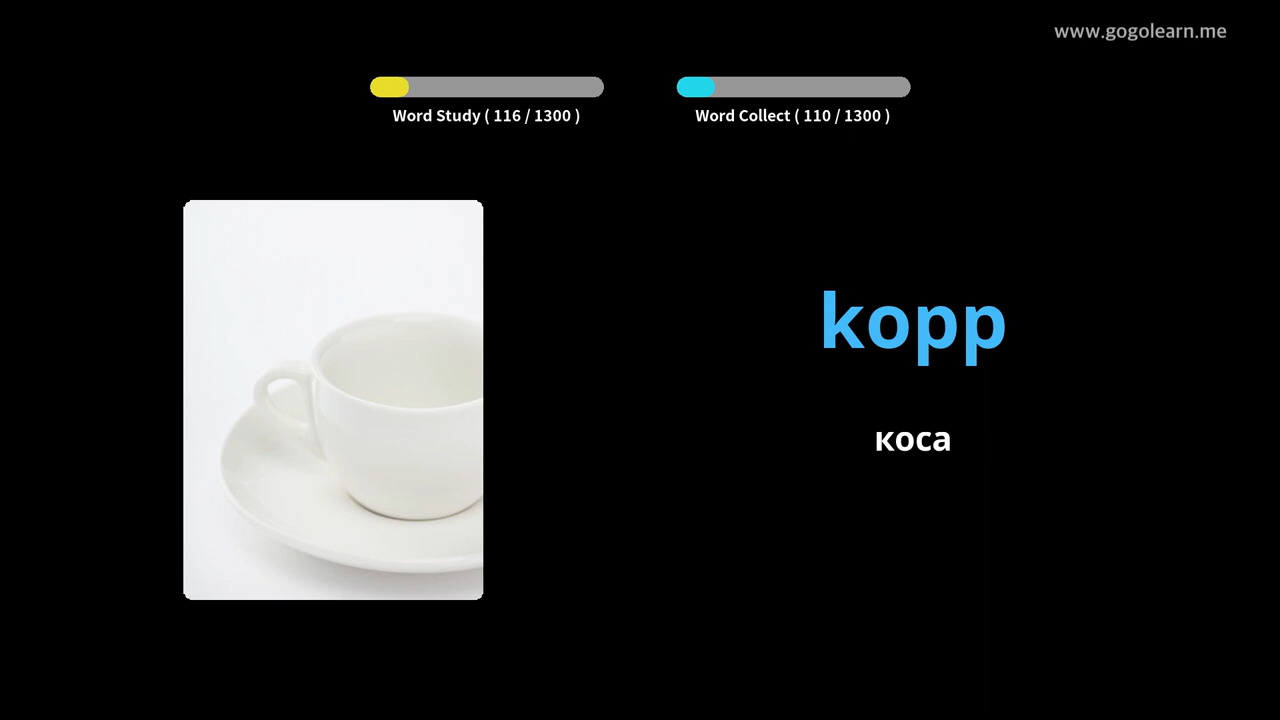 www.gogolearn.me
Word Study ( 116 / 1300 )
Word Collect ( 110 / 1300 )
kopp
коса